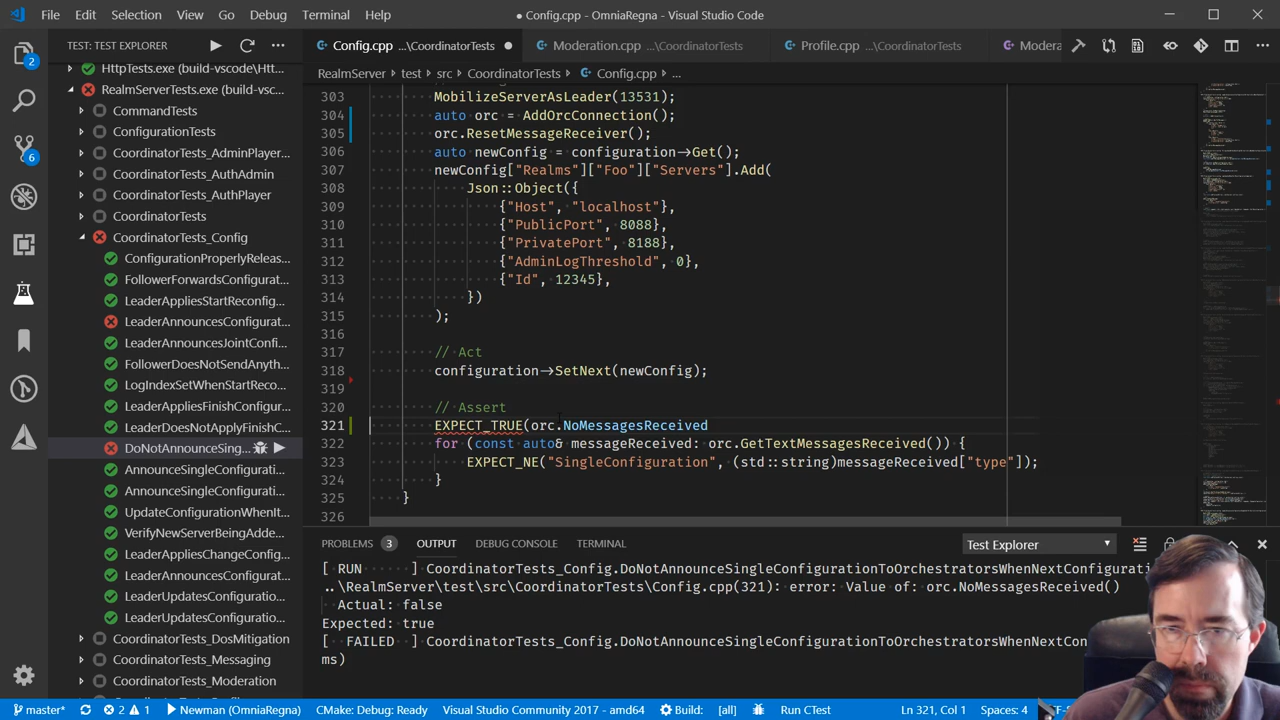 File Edit Selection View Go Debug Terminal Help
● Config.cpp - OmniaRegna - Visual Studio Code
TEST: TEST EXPLORER
Config.cpp ...\CoordinatorTests
Moderation.cpp ...\CoordinatorTests
Profile.cpp ...\CoordinatorTests
Modera
RealmServer > test > src > CoordinatorTests > Config.cpp > ...
2
6
HttpTests.exe (build-vscode\Htt...
RealmServerTests.exe (build-vsc...
CommandTests
ConfigurationTests
CoordinatorTests_AdminPlayer...
CoordinatorTests_AuthAdmin
CoordinatorTests_AuthPlayer
CoordinatorTests
CoordinatorTests_Config
ConfigurationProperlyReleas...
FollowerForwardsConfigurat...
LeaderAppliesStartReconfig...
LeaderAnnouncesConfigurat...
LeaderAnnouncesJointConfi...
FollowerDoesNotSendAnyth...
LogIndexSetWhenStartReco...
LeaderAppliesFinishConfigur...
LeaderDoesNotApplyFinishC...
DoNotAnnounceSing...
AnnounceSingleConfigurati...
AnnounceSingleConfiguratio...
UpdateConfigurationWhenIt...
VerifyNewServerBeingAdde...
LeaderAppliesChangeConfig...
LeaderAnnouncesConfigurat...
LeaderUpdatesConfiguratio...
LeaderUpdatesConfiguratio...
CoordinatorTests_DosMitigation
CoordinatorTests_Messaging
CoordinatorTests_Moderation
303 MobilizeServerAsLeader(13531);
304 auto orc = AddOrcConnection();
305 orc.ResetMessageReceiver();
306 auto newConfig = configuration->Get();
307 newConfig["Realms"]["Foo"]["Servers"].Add(
308 Json::Object({
309 {"Host", "localhost"},
310 {"PublicPort", 8088},
311 {"PrivatePort", 8188},
312 {"AdminLogThreshold", 0},
313 {"Id", 12345},
314 })
315 );
316
317 // Act
318 configuration->SetNext(newConfig);
319
320 // Assert
321 EXPECT_TRUE(orc.NoMessagesReceived
322 for (const auto& messageReceived: orc.GetTextMessagesReceived()) {
323 EXPECT_NE("SingleConfiguration", (std::string)messageReceived["type"]);
324 }
325 }
326
PROBLEMS 3 OUTPUT DEBUG CONSOLE TERMINAL Test Explorer
[ RUN ] CoordinatorTests_Config.DoNotAnnounceSingleConfigurationToOrchestratorsWhenNextConfiguration
..\RealmServer\test\src\CoordinatorTests\Config.cpp(321): error: Value of: orc.NoMessagesReceived()
Actual: false
Expected: true
[ FAILED ] CoordinatorTests_Config.DoNotAnnounceSingleConfigurationToOrchestratorsWhenNextCon
ms)
master* 2 1 Newman (OmniaRegna) CMake: Debug: Ready Visual Studio Community 2017 - amd64 Build: [all] Run CTest Ln 321, Col 1 Spaces: 4